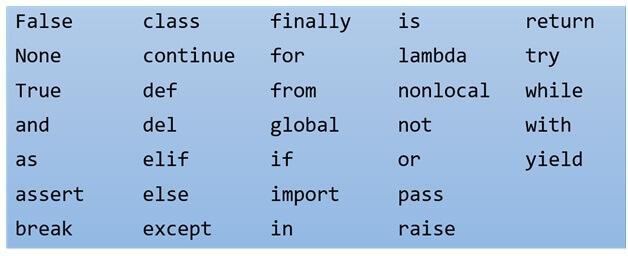 False class finally is return
None continue for lambda try
True def from nonlocal while
and del global not with
as elif if or yield
assert else import pass
break except in raise